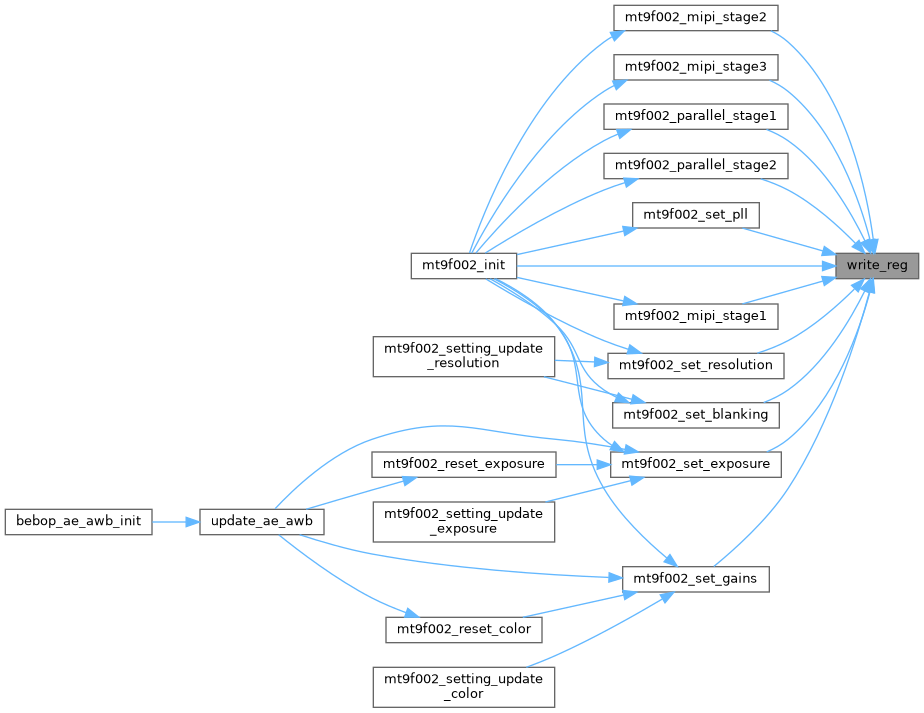 mt9f002_mipi_stage2
mt9f002_mipi_stage3
mt9f002_parallel_stage1
mt9f002_parallel_stage2
mt9f002_set_pll
mt9f002_init
write_reg
mt9f002_mipi_stage1
mt9f002_setting_update
_resolution
mt9f002_set_resolution
mt9f002_set_blanking
mt9f002_reset_exposure
mt9f002_set_exposure
bebop_ae_awb_init
update_ae_awb
mt9f002_setting_update
_exposure
mt9f002_set_gains
mt9f002_reset_color
mt9f002_setting_update
_color